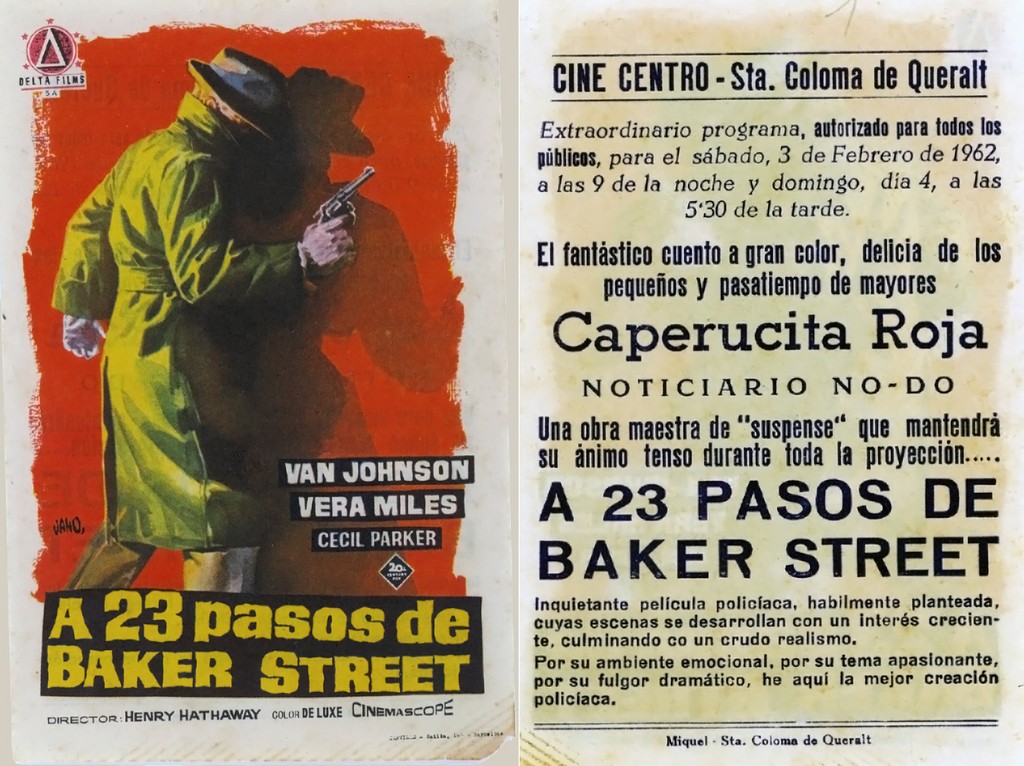 DELTA FILMS
S A
VAN JOHNSON
VERA MILES
CECIL PARKER
JANO,
20th
CENTURY
FOX
A 23 pasos de
BAKER STREET
DIRECTOR: HENRY HATHAWAY COLOR DE LUXE CINEMASCOPE
CINE CENTRO - Sta. Coloma de Queralt
Extraordinario programa, autorizado para todos los
públicos, para el sábado, 3 de Febrero de 1962,
a las 9 de la noche y domingo, día 4, a las
5'30 de la tarde.
El fantástico cuento a gran color, delicia de los
pequeños y pasatiempo de mayores
Caperucita Roja
NOTICIARIO NO-DO
Una obra maestra de "suspense" que mantendrá
su ánimo tenso durante toda la proyección.....
A 23 PASOS DE
BAKER STREET
Inquietante película policíaca, habilmente planteada,
cuyas escenas se desarrollan con un interés crecien-
te, culminando co un crudo realismo.
Por su ambiente emocional, por su tema apasionante,
por su fulgor dramático, he aquí la mejor creación
policíaca.
Miquel - Sta. Coloma de Queralt